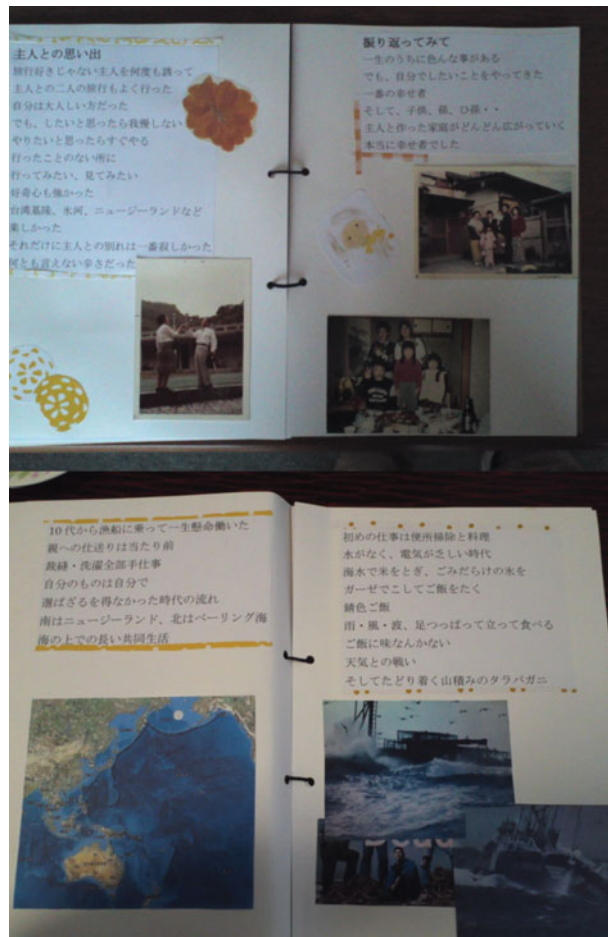 主人との思い出
旅行好きじゃない主人を何度も誘って
主人との二人の旅行もよく行った
自分は大人しい方だった
でも、したいと思ったら我慢しない
やりたいと思ったらすぐやる
行ったことのない所に
行ってみたい、見てみたい
好奇心も強かった
台湾基隆、氷河、ニュージーランドなど
楽しかった
それだけに主人との別れは一番寂しかった
何とも言えない辛さだった
振り返ってみて
一生のうちに色んな事がある
でも、自分でしたいことをやってきた
一番の幸せ者
そして、子供、孫、ひ孫・・
主人と作った家庭がどんどん広がっていく
本当に幸せ者でした
10代から漁船に乗って一生懸命働いた
親への仕送りは当たり前
裁縫・洗濯全部手仕事
自分のものは自分で
選ばざるを得なかった時代の流れ
南はニュージーランド、北はベーリング海
海の上での長い共同生活
初めの仕事は便所掃除と料理
水がなく、電気が乏しい時代
海水で米をとぎ、ごみだらけの氷を
ガーゼでこしてご飯をたく
錆色ご飯
雨・風・波、足つっぱって立って食べる
ご飯に味なんかない
天気との戦い
そしてたどり着く山積みのタラバガニ